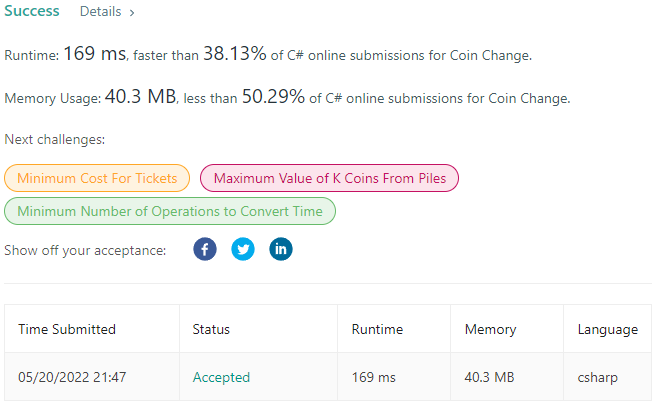 Success Details >
Runtime: 169 ms, faster than 38.13% of C# online submissions for Coin Change.
Memory Usage: 40.3 MB, less than 50.29% of C# online submissions for Coin Change.
Next challenges:
Minimum Cost For Tickets Maximum Value of K Coins From Piles
Minimum Number of Operations to Convert Time
Show off your acceptance: f in
Time Submitted Status Runtime Memory Language
05/20/2022 21:47 Accepted 169 ms 40.3 MB csharp